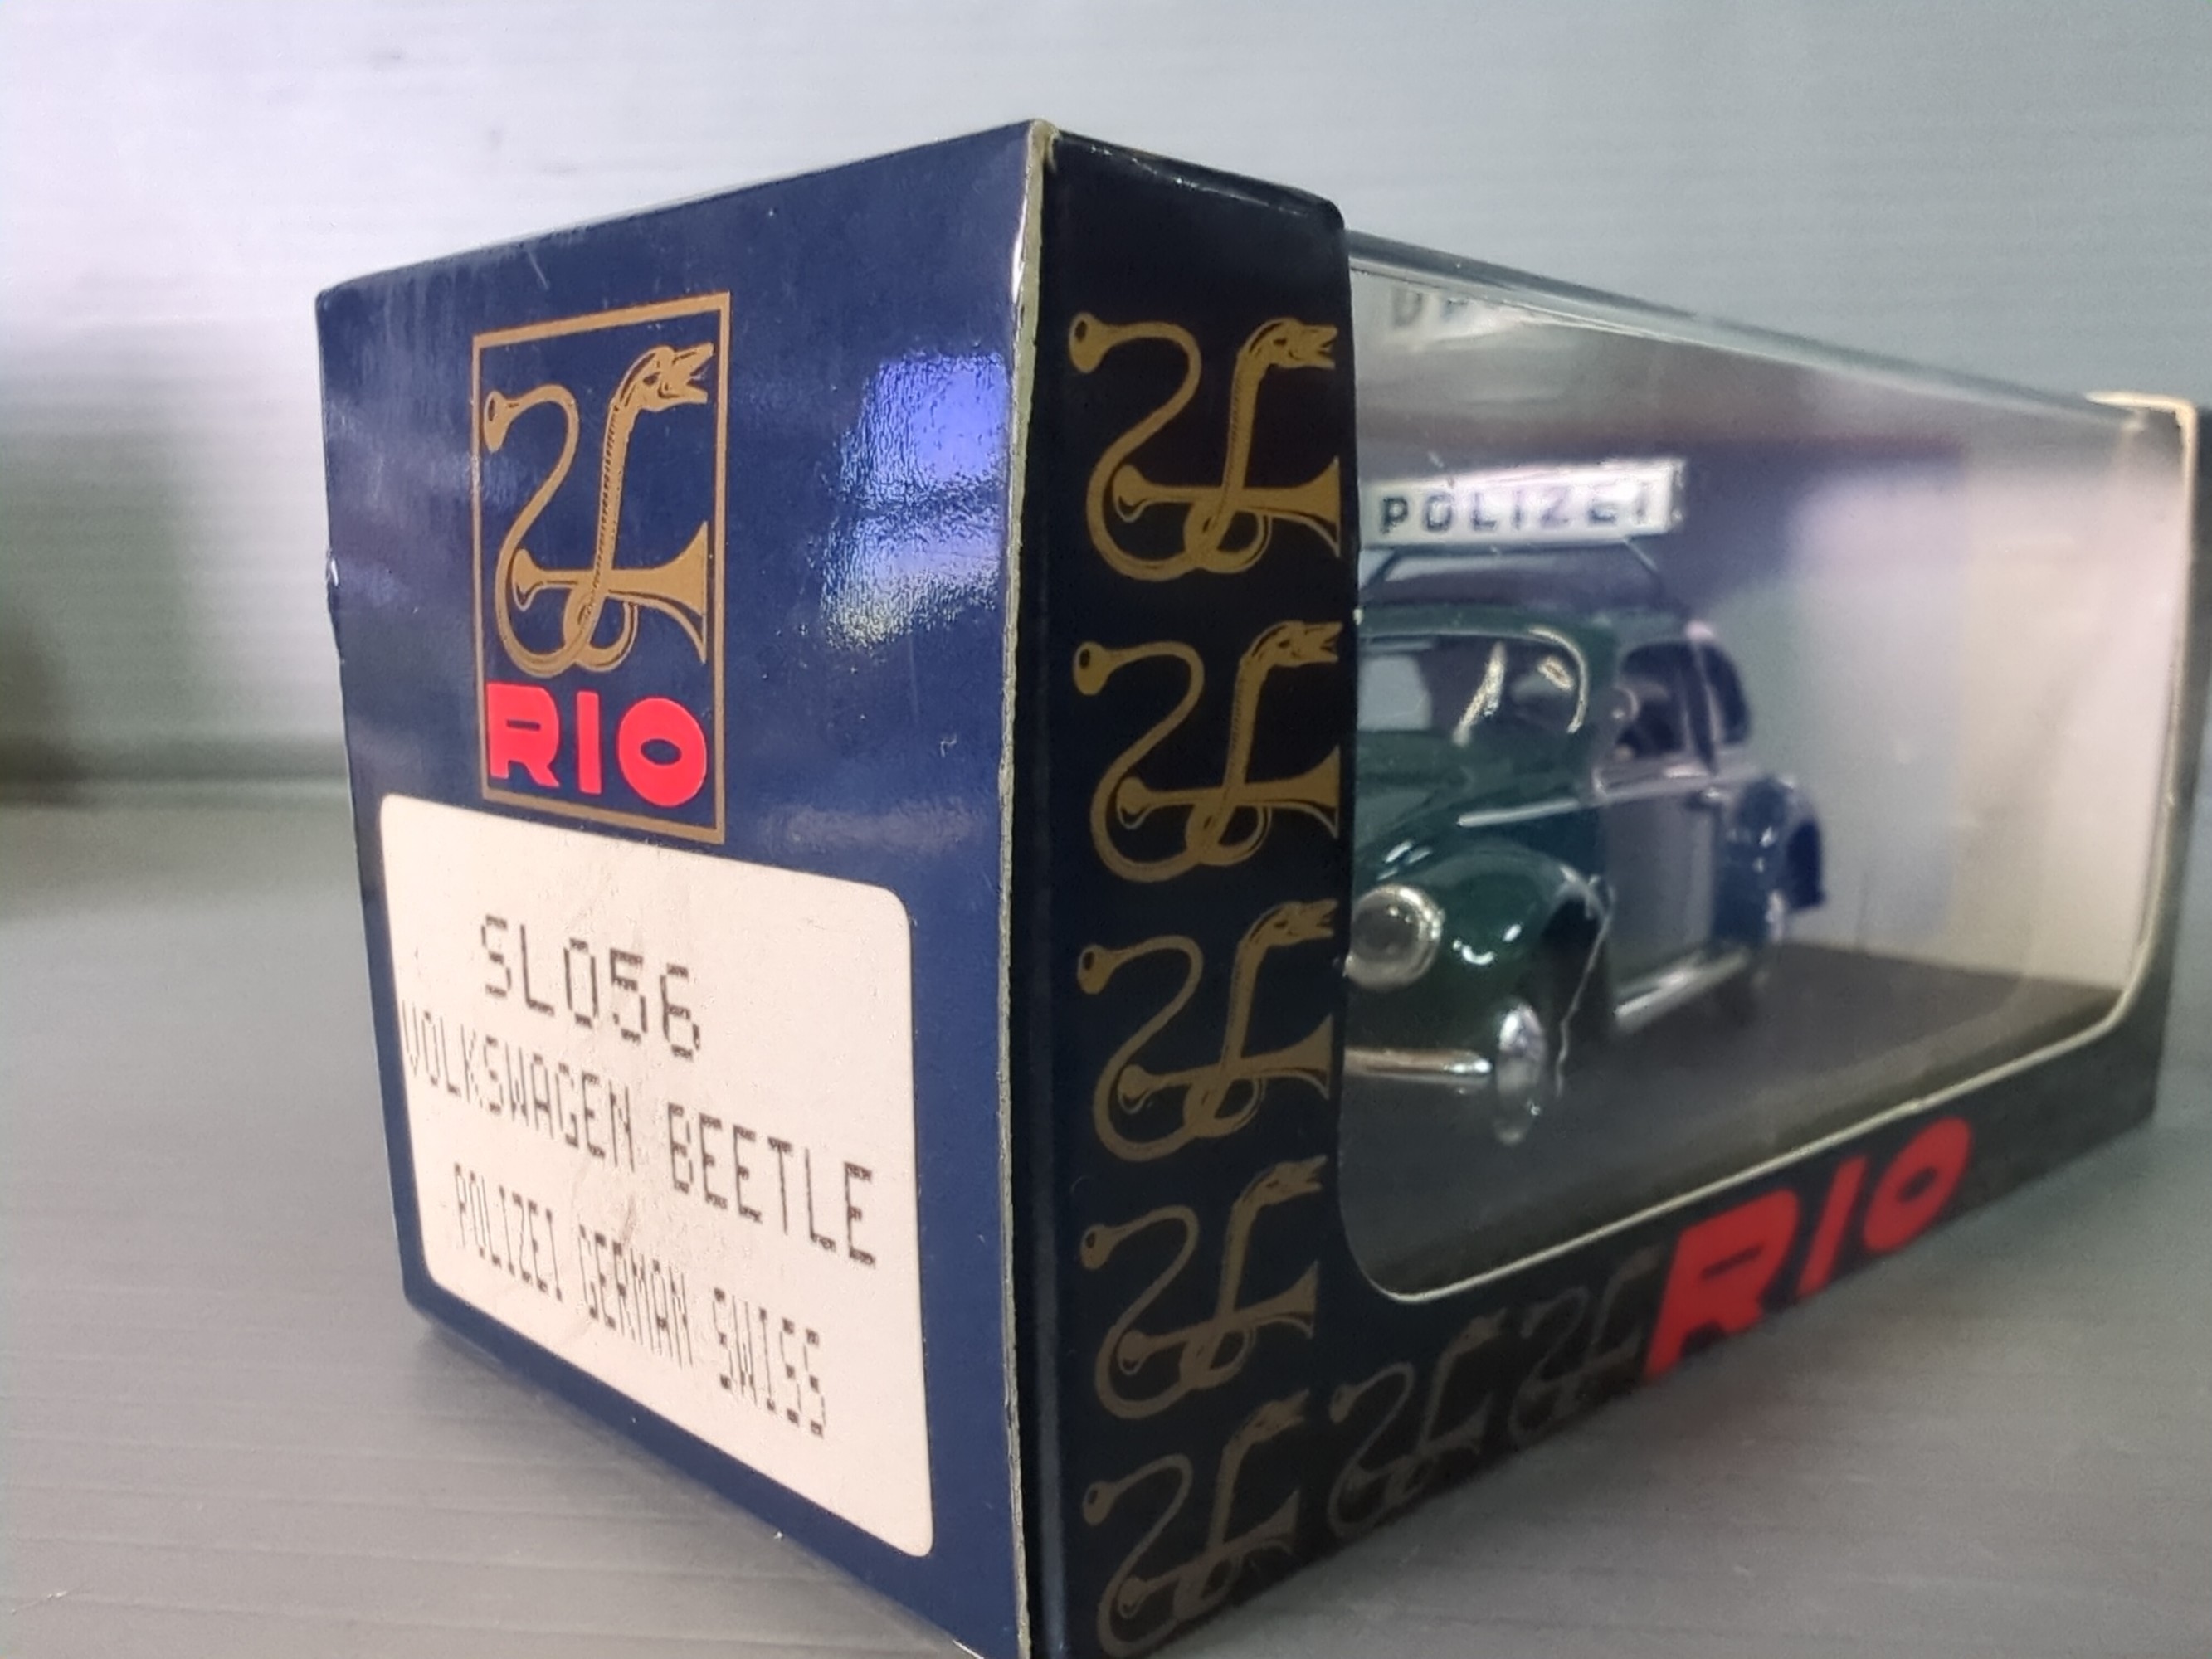 RIO
SL056
VOLKSWAGEN BEETLE
POLIZEI GERMAN SWISS
POLIZEI
RIO